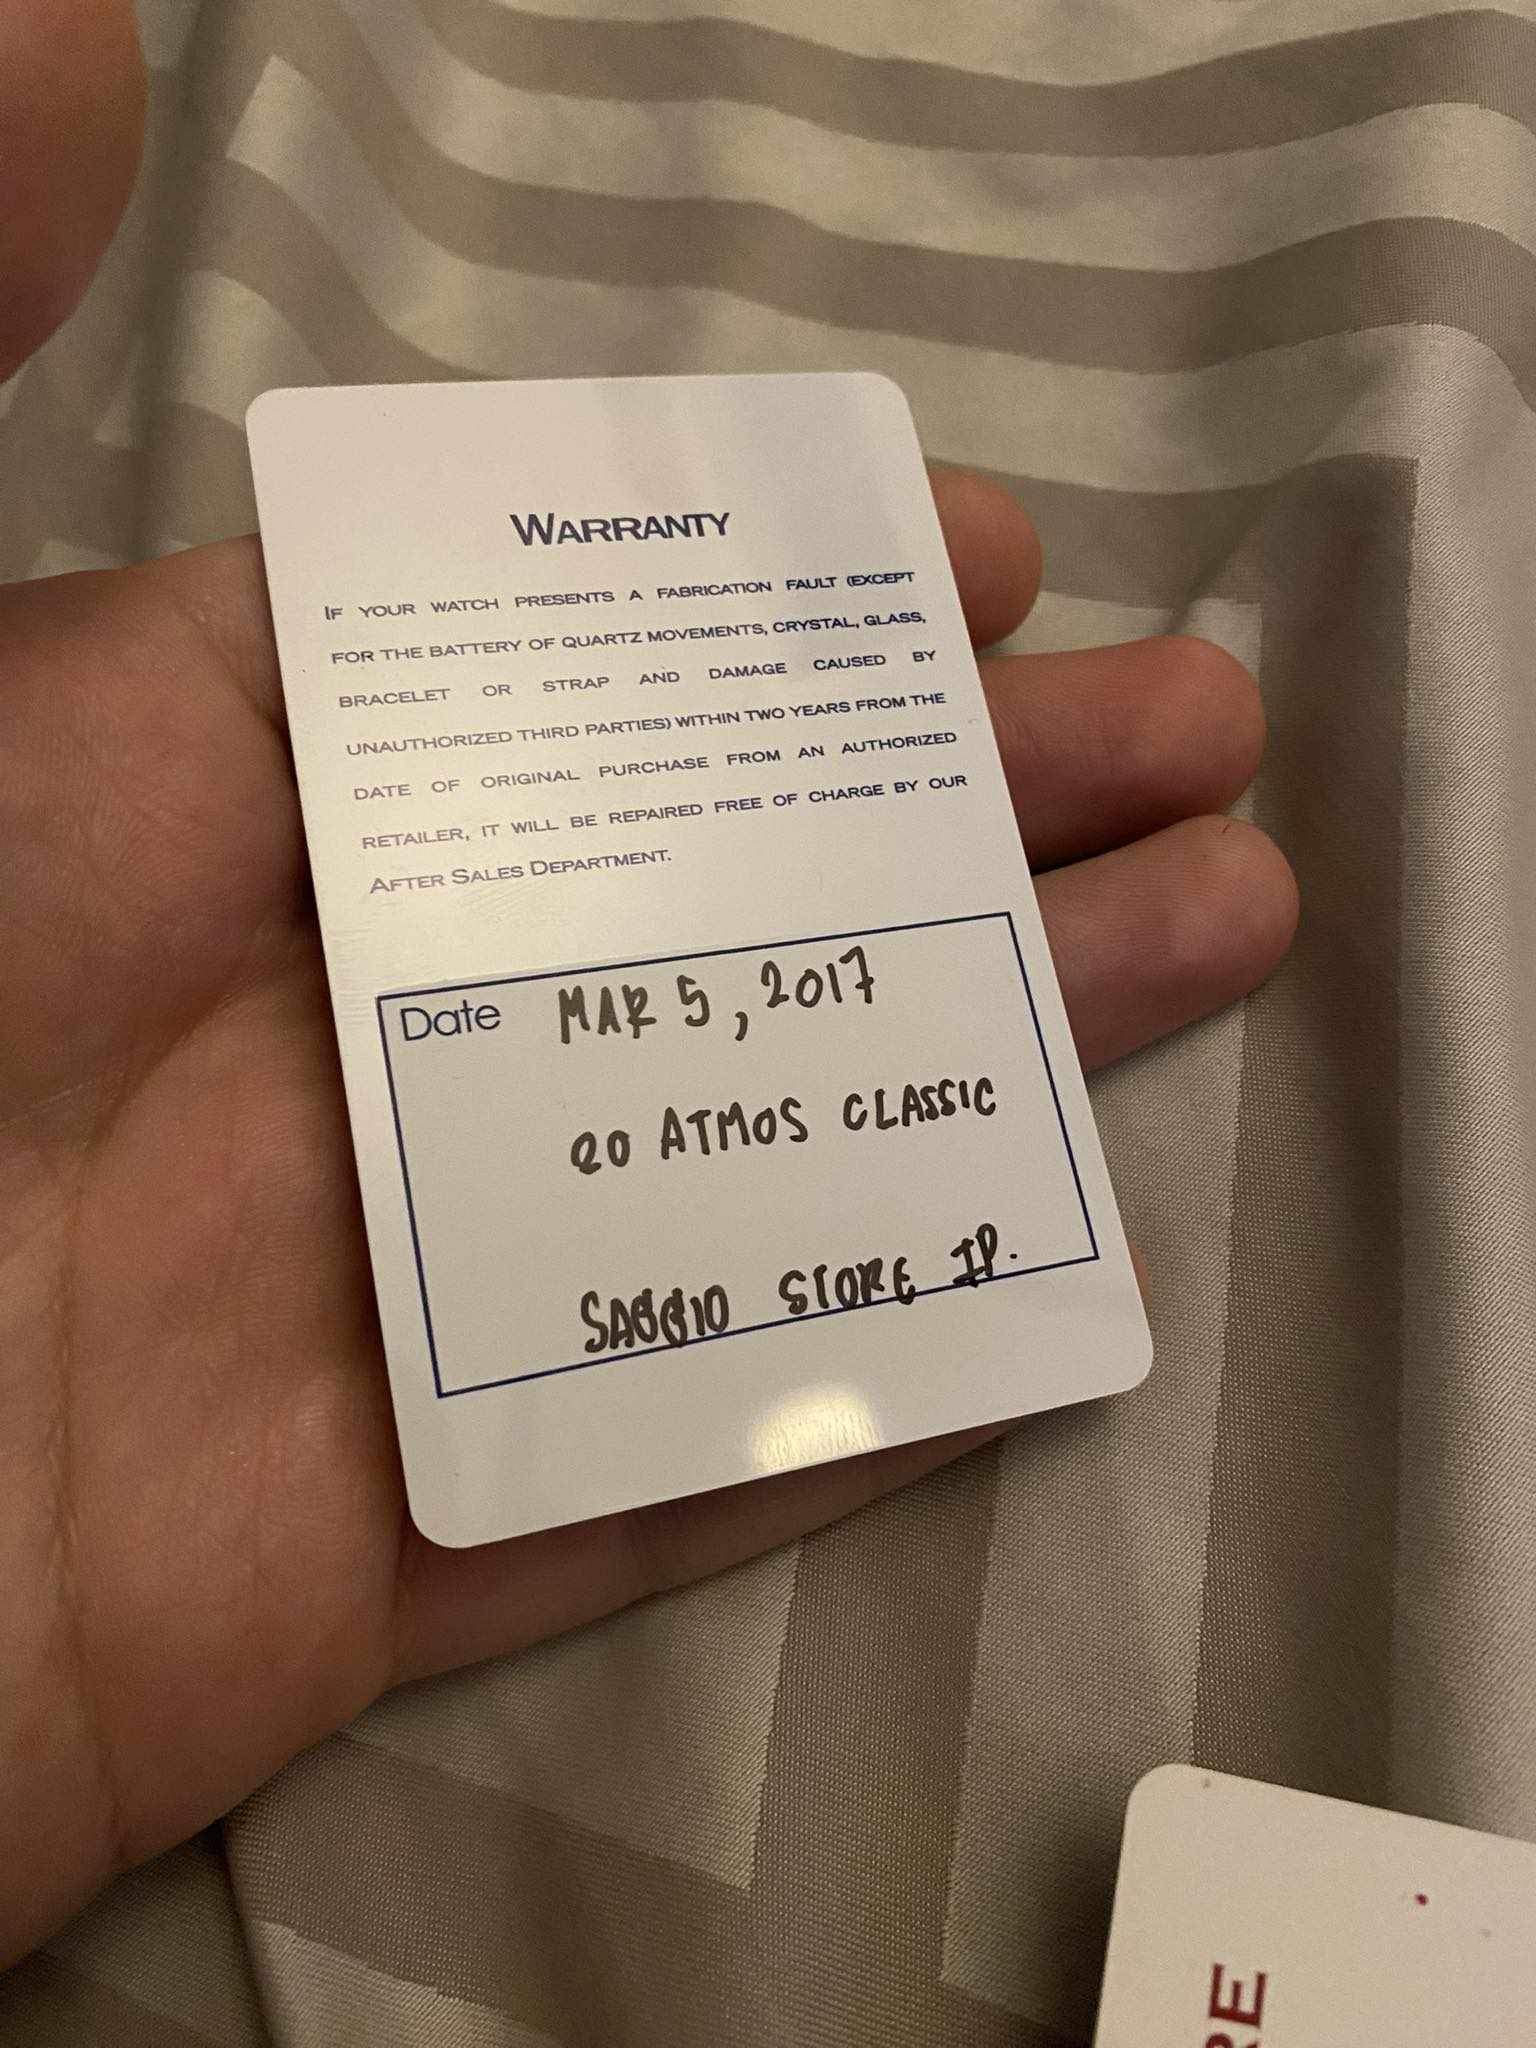 WARRANTY
IF YOUR WATCH PRESENTS A FABRICATION FAULT (EXCEPT
FOR THE BATTERY OF QUARTZ MOVEMENTS, CRYSTAL, GLASS,
BRACELET OR STRAP AND DAMAGE CAUSED BY
UNAUTHORIZED THIRD PARTIES) WITHIN TWO YEARS FROM THE
DATE OF ORIGINAL PURCHASE FROM AN AUTHORIZED
RETAILER, IT WILL BE REPAIRED FREE OF CHARGE BY OUR
AFTER SALES DEPARTMENT.
Date MAR 5, 2017
20 ATMOS CLASSIC
SAGGIO STORE IP.
RE